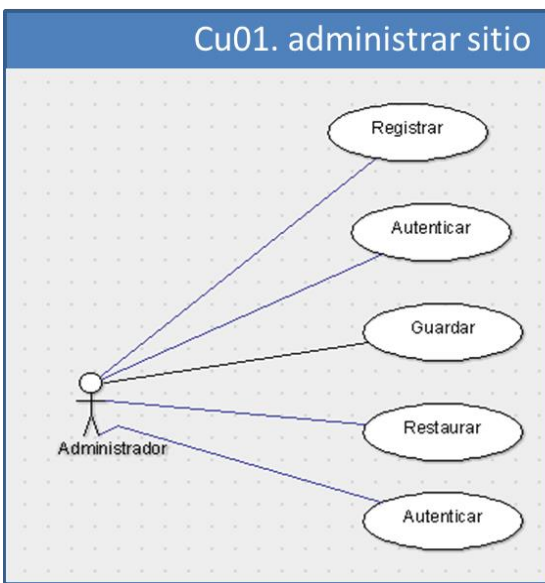 Cu01. administrar sitio
Registrar
Autenticar
Guardar
Restaurar
Administrador
Autenticar